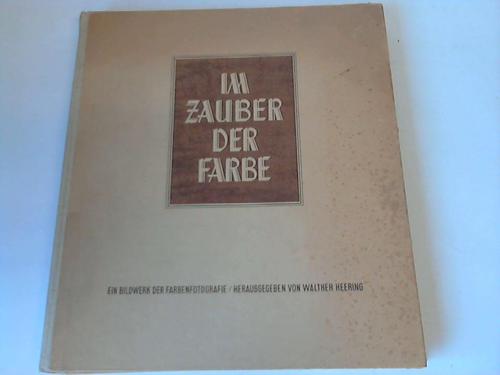 IM
ZAUBER
DER
FARBE
EIN BILDWERK DER FARBENFOTOGRAFIE / HERAUSGEGEBEN VON WALTHER HEERING